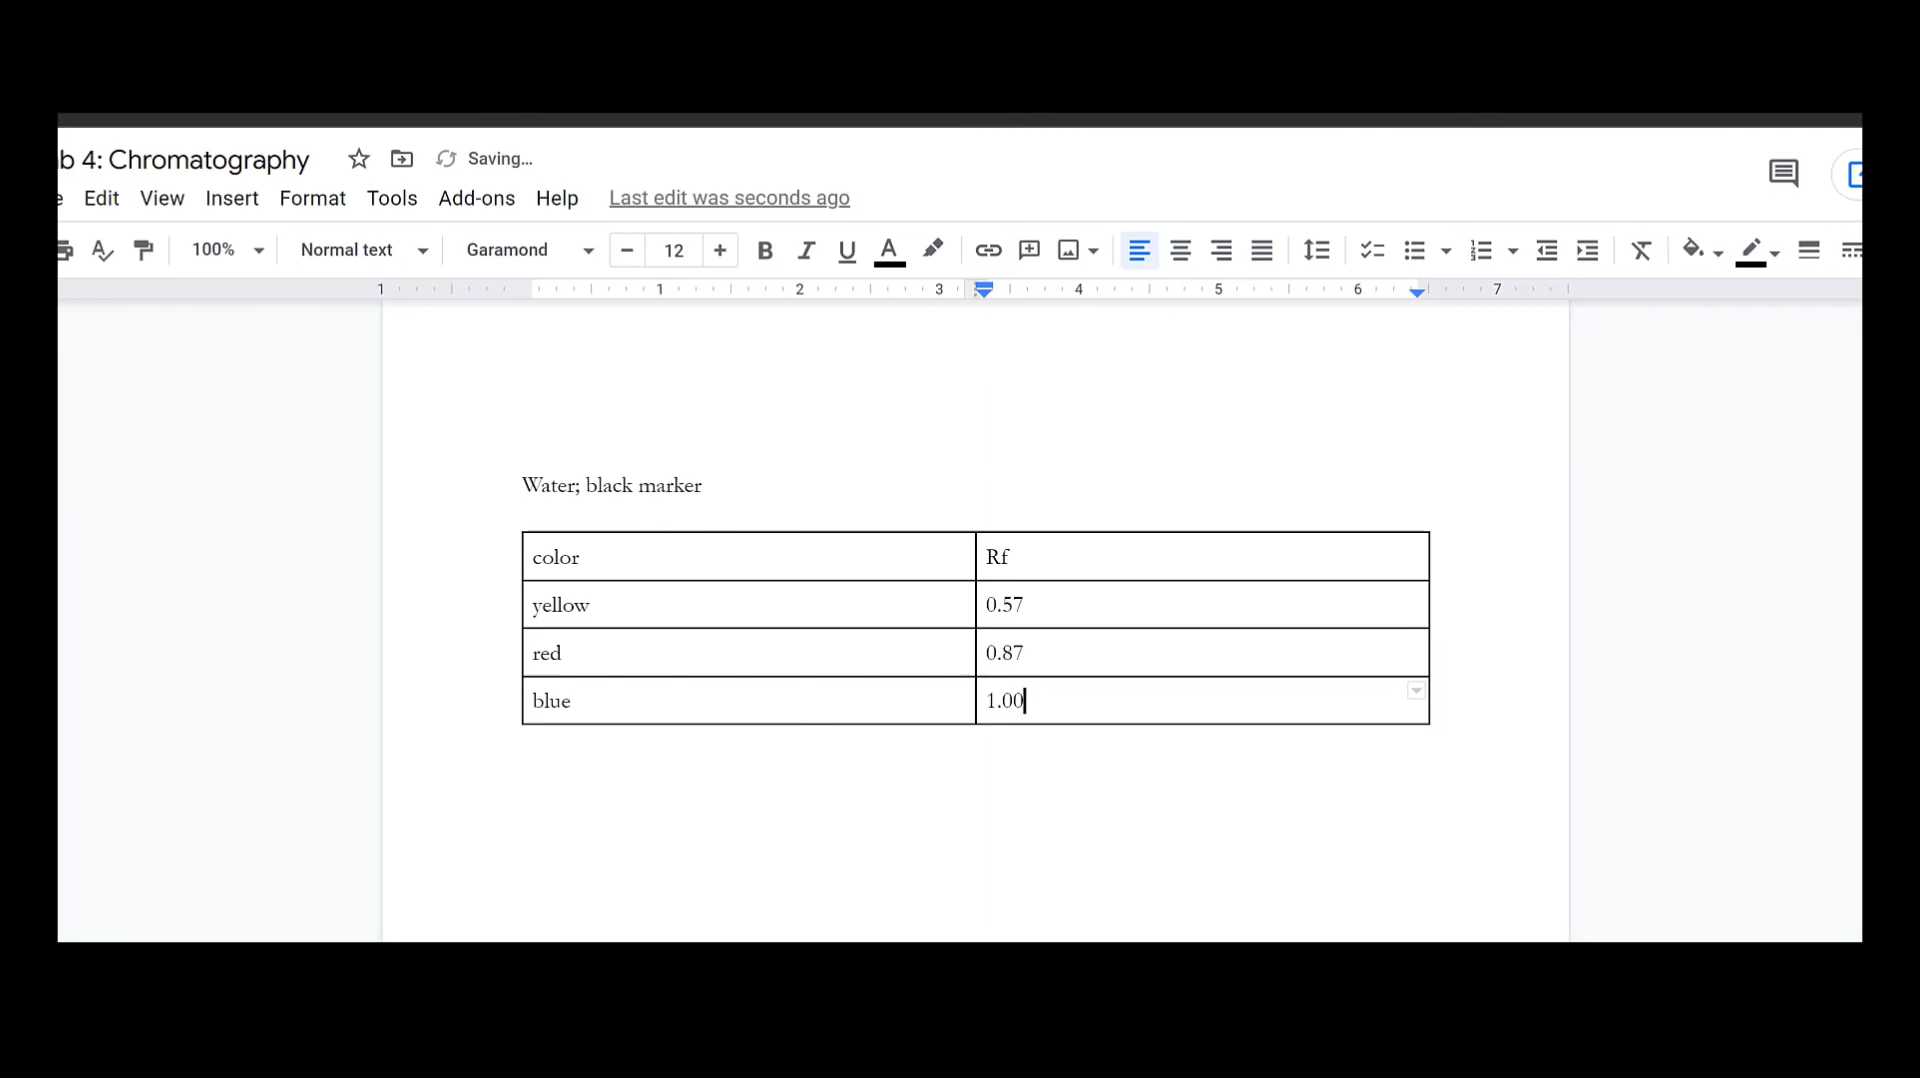 b 4: Chromatography Saving...
e Edit View Insert Format Tools Add-ons Help Last edit was seconds ago
100% Normal text Garamond − 12 + B I U A
1 1 2 3 4 5 6 7
Water; black marker
color Rf
yellow 0.57
red 0.87
blue 1.00